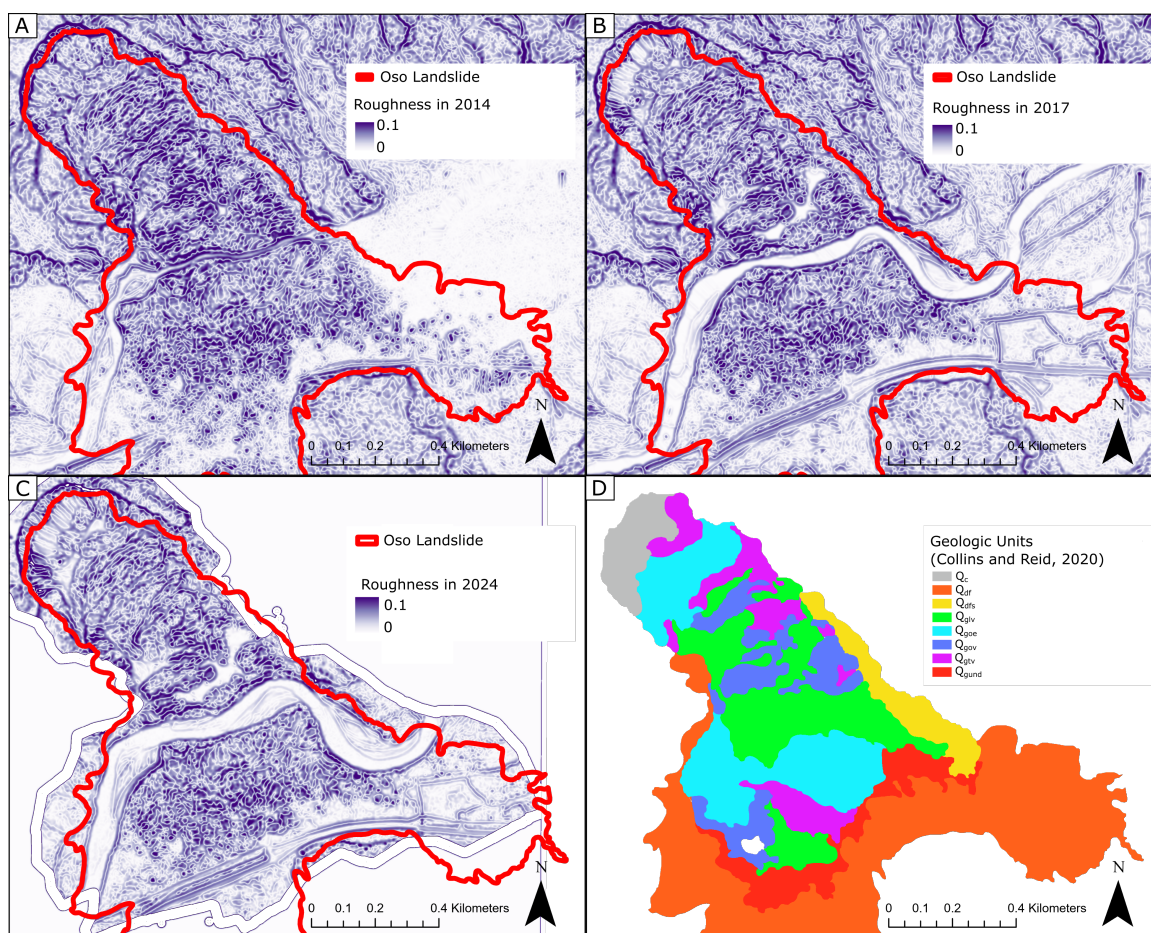 A
Oso Landslide
Roughness in 2014
0.1
0
N
0 0.1 0.2 0.4 Kilometers
B
Oso Landslide
Roughness in 2017
0.1
0
N
0 0.1 0.2 0.4 Kilometers
C
Oso Landslide
Roughness in 2024
0.1
0
N
0 0.1 0.2 0.4 Kilometers
D
Geologic Units
(Collins and Reid, 2020)
Qc
Qdf
Qdfs
Qglv
Qgoe
Qgov
Qgtv
Qgund
N
0 0.1 0.2 0.4 Kilometers